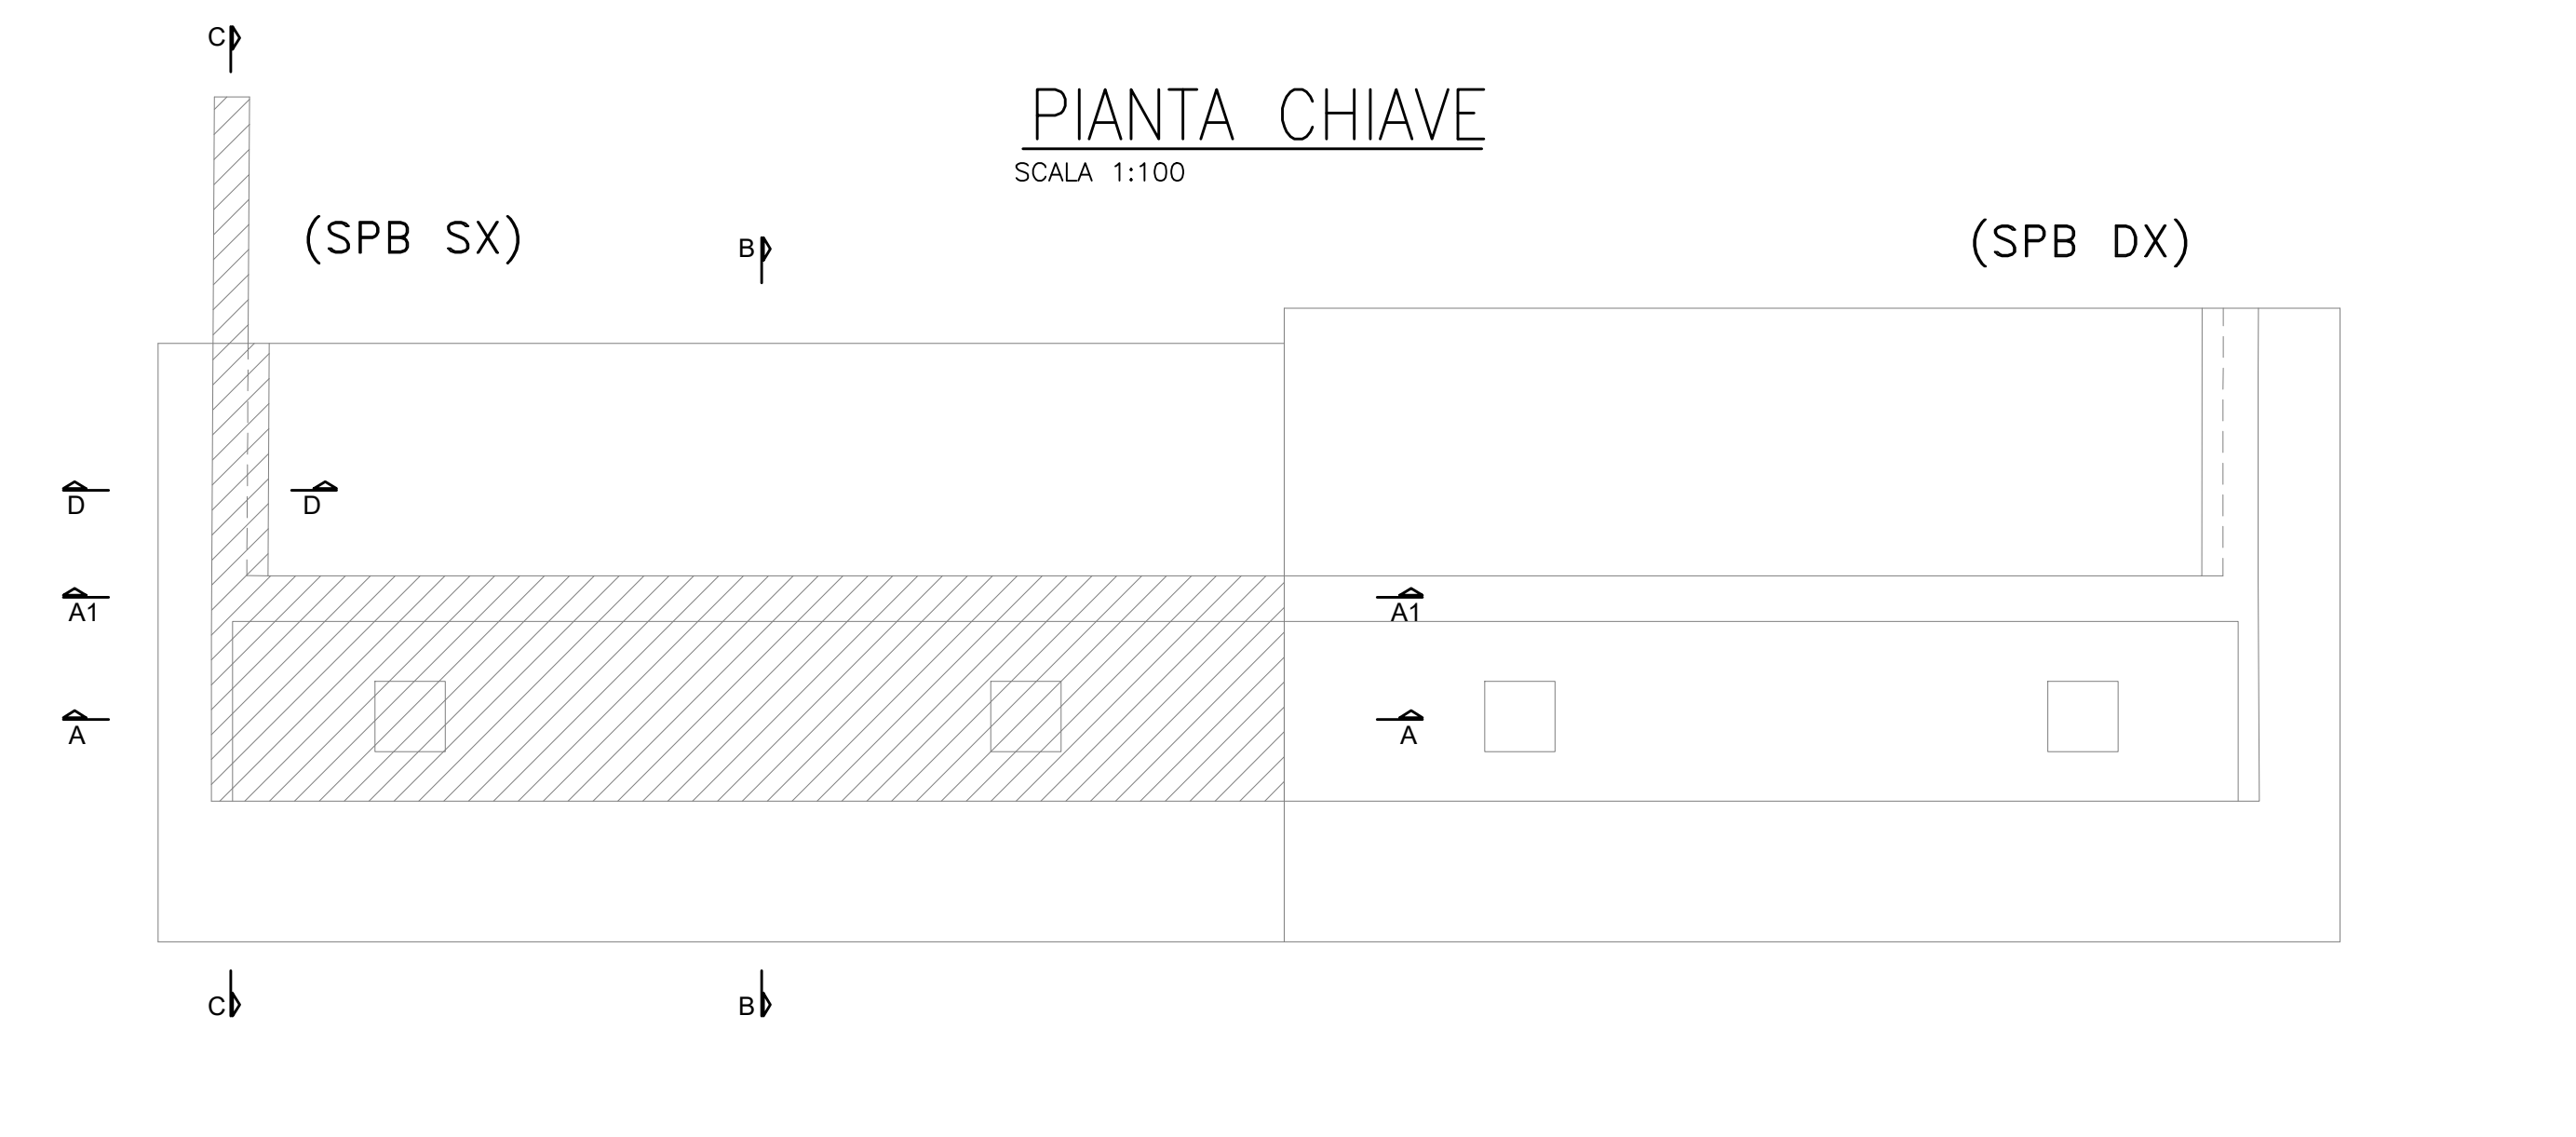 C
PIANTA CHIAVE
SCALA 1:100
(SPB SX)
(SPB DX)
B
D
D
A1
A1
A
A
C
B